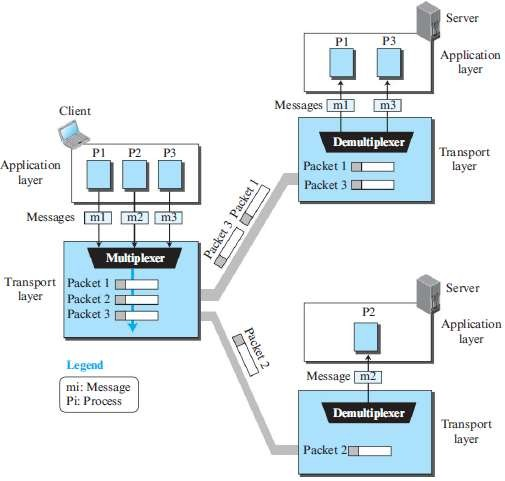 Server
P1 P3
Application
layer
Messages m1 m3
Demultiplexer
Packet 1
Packet 3
Transport
layer
Client
P1 P2 P3
Application
layer
Messages m1 m2 m3
Multiplexer
Packet 1
Packet 2
Packet 3
Transport
layer
Packet 1
Packet 3
Packet 2
Legend
mi: Message
Pi: Process
Server
P2
Application
layer
Message m2
Demultiplexer
Packet 2
Transport
layer